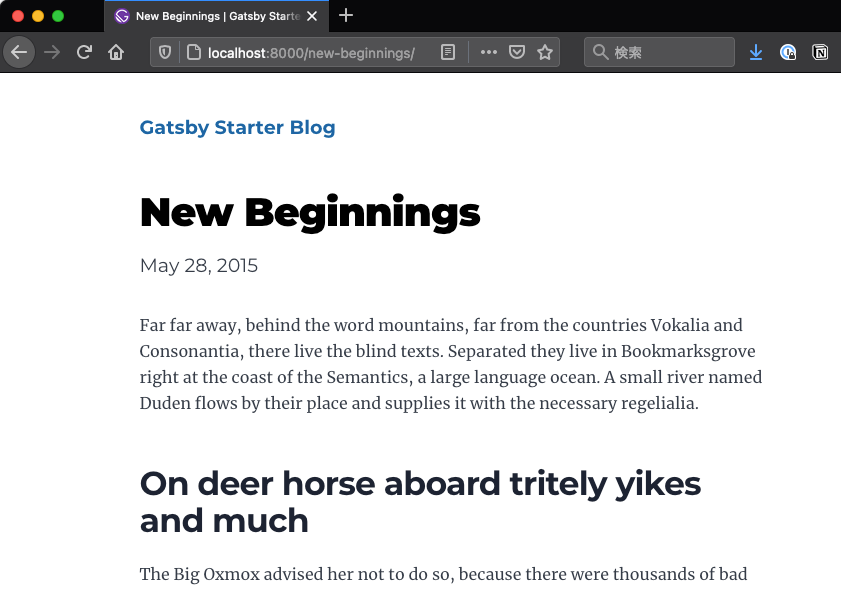 New Beginnings | Gatsby Starte
localhost:8000/new-beginnings/
検索
Gatsby Starter Blog
New Beginnings
May 28, 2015
Far far away, behind the word mountains, far from the countries Vokalia and
Consonantia, there live the blind texts. Separated they live in Bookmarksgrove
right at the coast of the Semantics, a large language ocean. A small river named
Duden flows by their place and supplies it with the necessary regelialia.
On deer horse aboard tritely yikes
and much
The Big Oxmox advised her not to do so, because there were thousands of bad